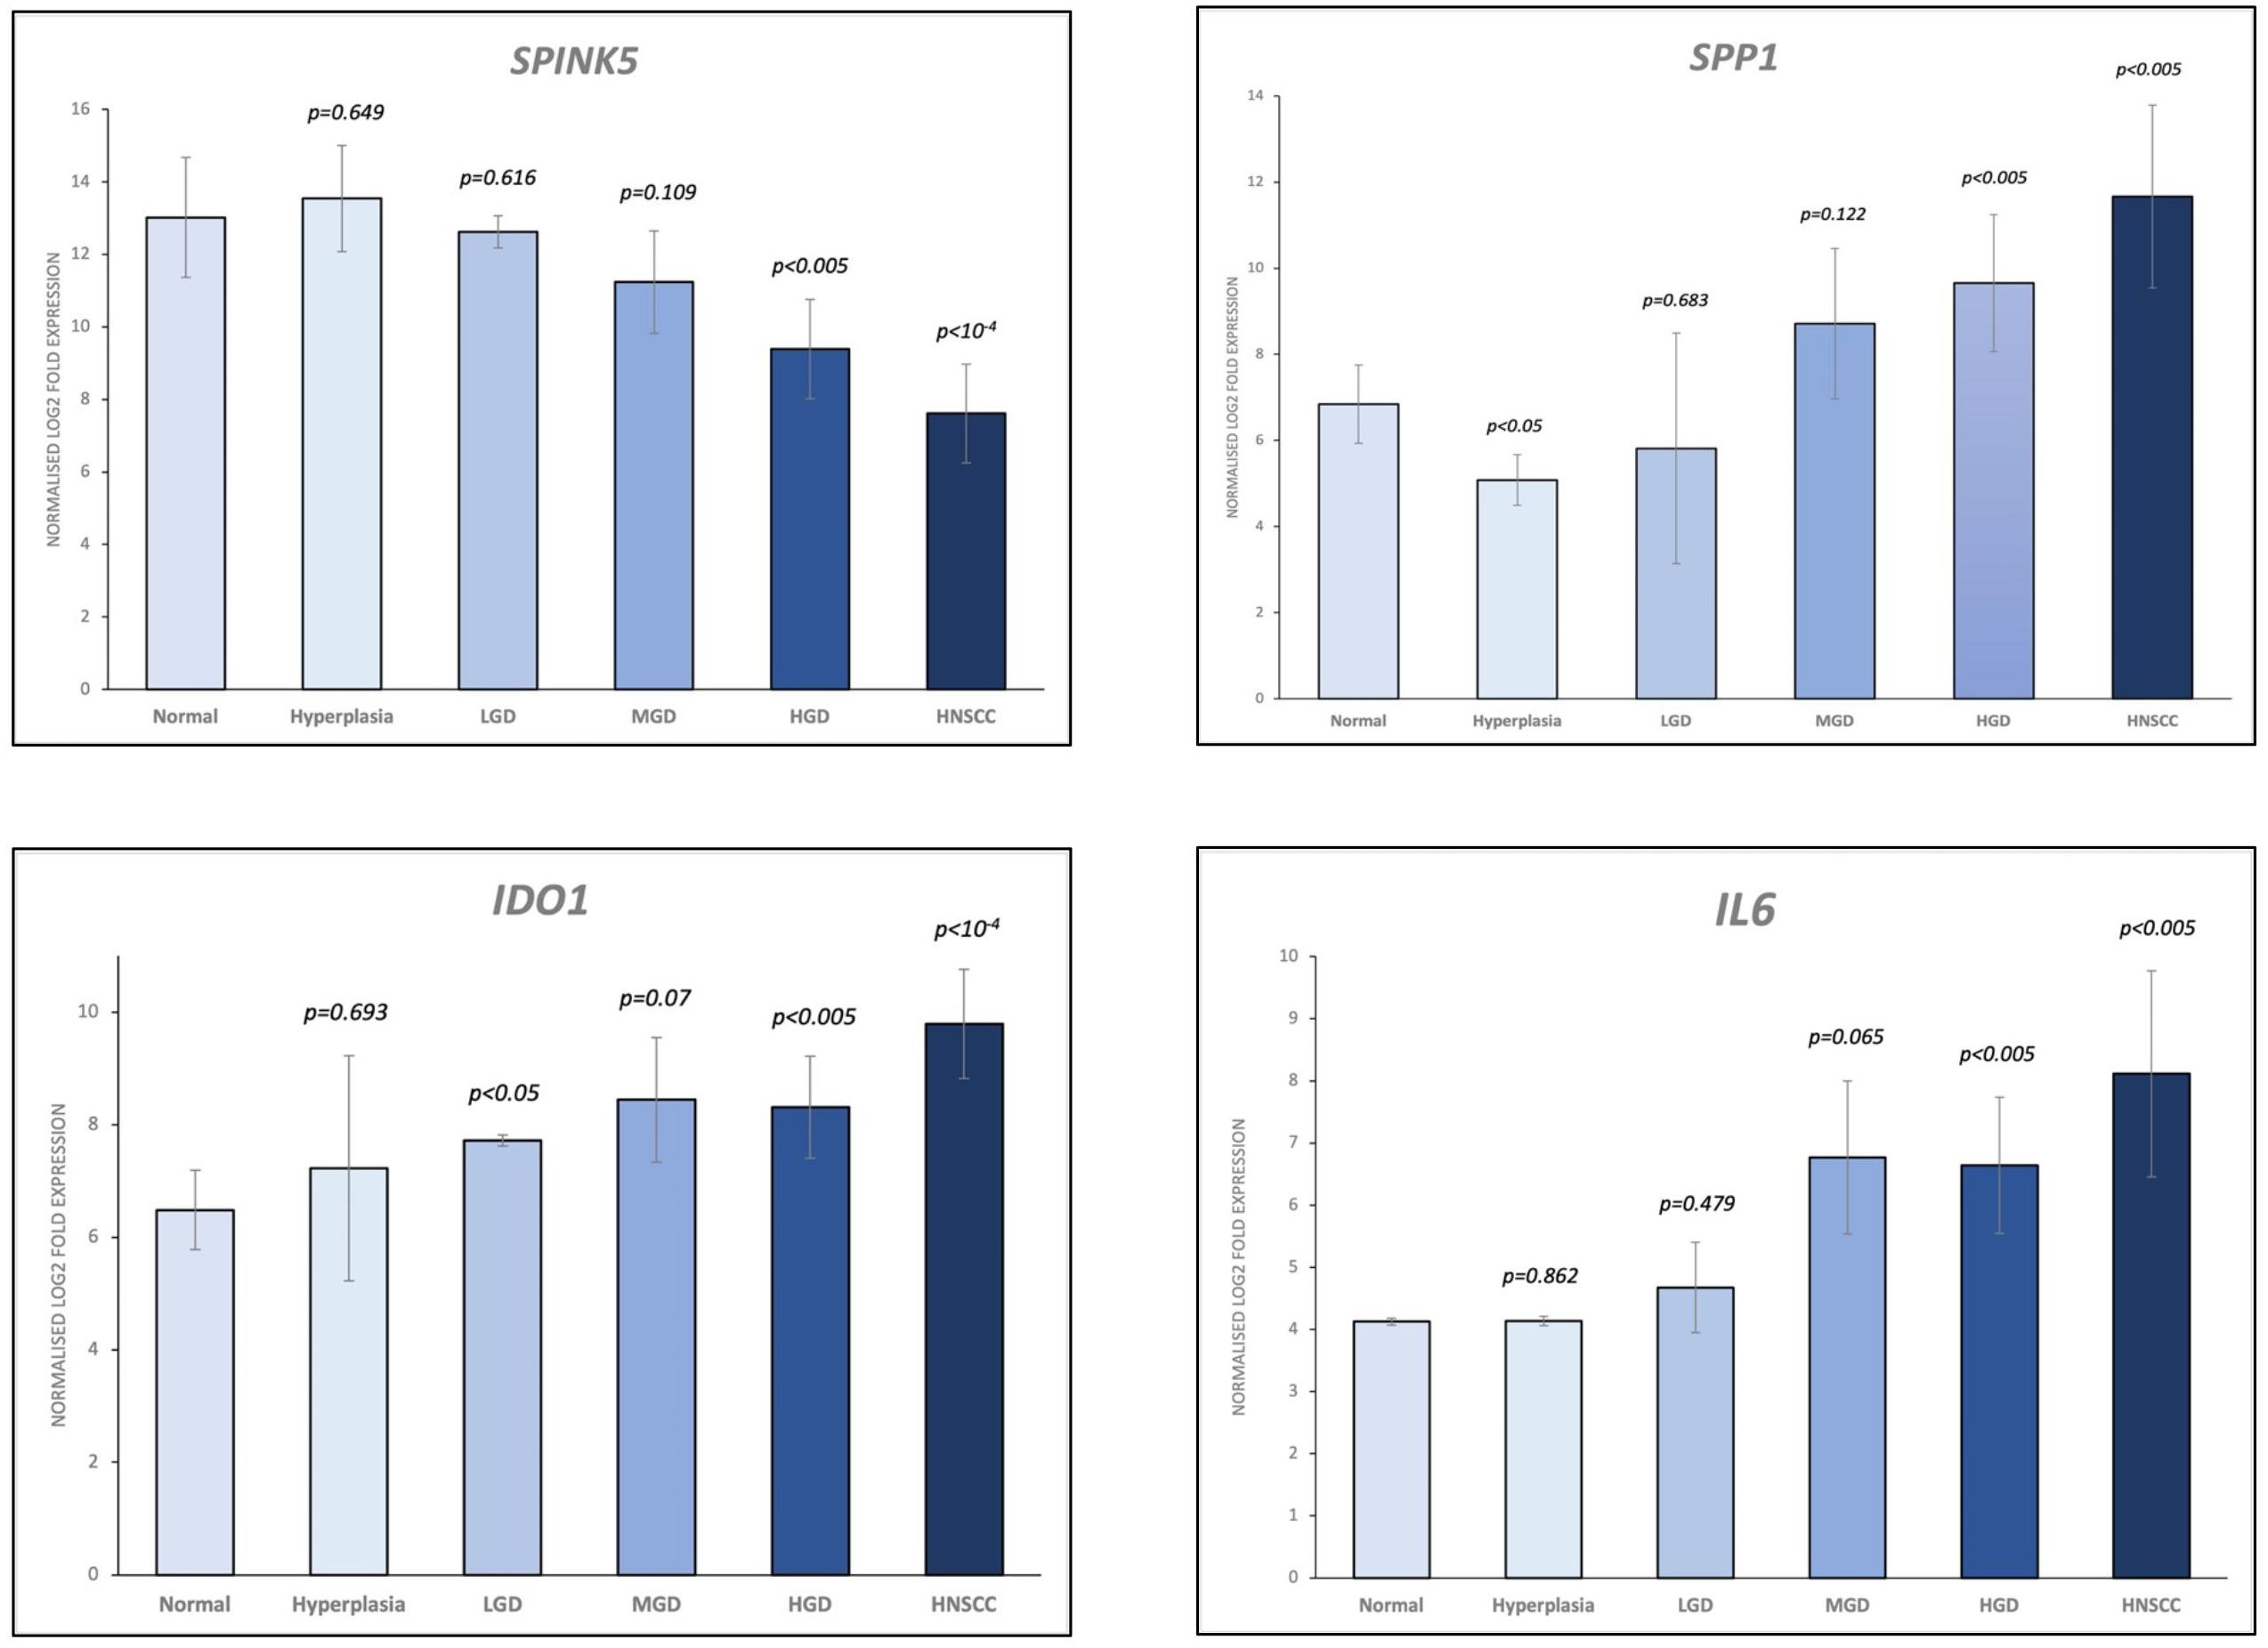 SPINK5
NORMALISED LOG2 FOLD EXPRESSION
16
14
12
10
8
6
4
2
0
p=0.649
p=0.616
p=0.109
p<0.005
p<10-4
Normal Hyperplasia LGD MGD HGD HNSCC
SPP1
NORMALISED LOG2 FOLD EXPRESSION
14
12
10
8
6
4
2
0
p<0.05
p=0.683
p=0.122
p<0.005
p<0.005
Normal Hyperplasia LGD MGD HGD HNSCC
IDO1
NORMALISED LOG2 FOLD EXPRESSION
10
8
6
4
2
0
p=0.693
p<0.05
p=0.07
p<0.005
p<10-4
Normal Hyperplasia LGD MGD HGD HNSCC
IL6
NORMALISED LOG2 FOLD EXPRESSION
10
9
8
7
6
5
4
3
2
1
0
p=0.862
p=0.479
p=0.065
p<0.005
p<0.005
Normal Hyperplasia LGD MGD HGD HNSCC